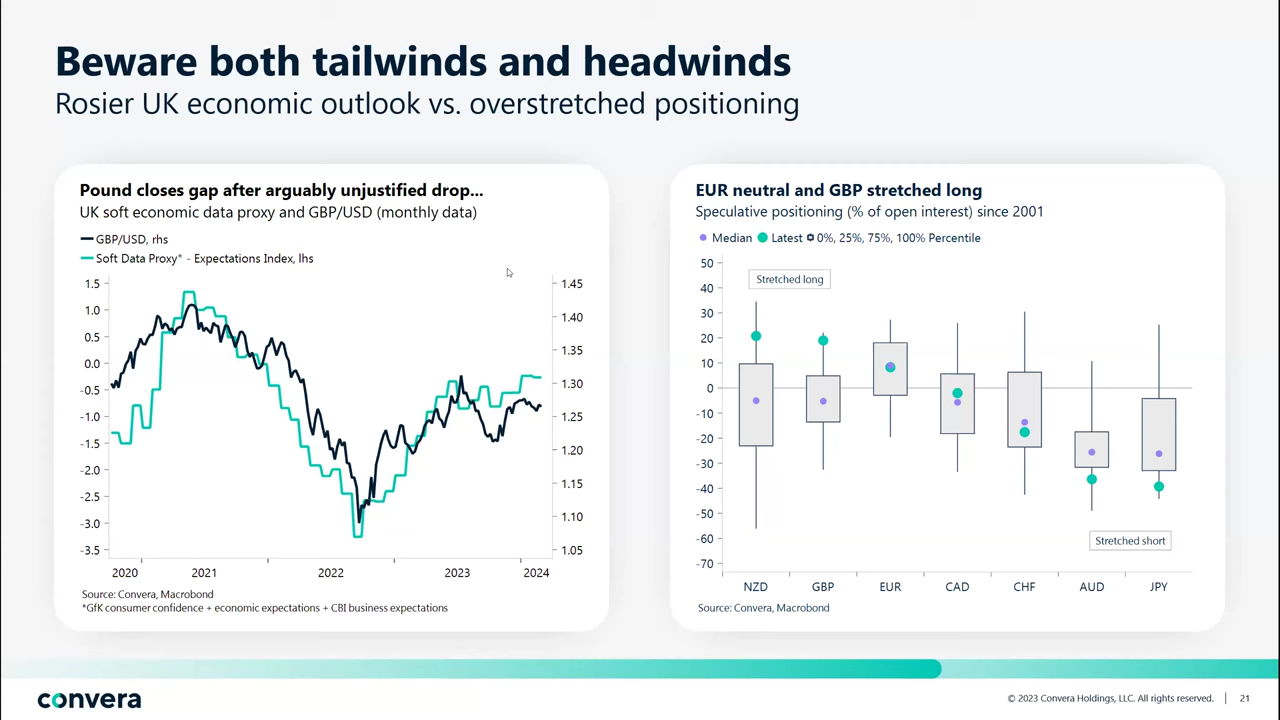 Beware both tailwinds and headwinds
Rosier UK economic outlook vs. overstretched positioning
Pound closes gap after arguably unjustified drop...
UK soft economic data proxy and GBP/USD (monthly data)
GBP/USD, rhs
Soft Data Proxy* - Expectations Index, lhs
1.5
1.0
0.5
0.0
-0.5
-1.0
-1.5
-2.0
-2.5
-3.0
-3.5
1.45
1.40
1.35
1.30
1.25
1.20
1.15
1.10
1.05
2020 2021 2022 2023 2024
Source: Convera, Macrobond
*GfK consumer confidence + economic expectations + CBI business expectations
EUR neutral and GBP stretched long
Speculative positioning (% of open interest) since 2001
Median Latest 0%, 25%, 75%, 100% Percentile
50
40
30
20
10
0
-10
-20
-30
-40
-50
-60
-70
Stretched long
Stretched short
NZD GBP EUR CAD CHF AUD JPY
Source: Convera, Macrobond
convera
© 2023 Convera Holdings, LLC. All rights reserved. | 21